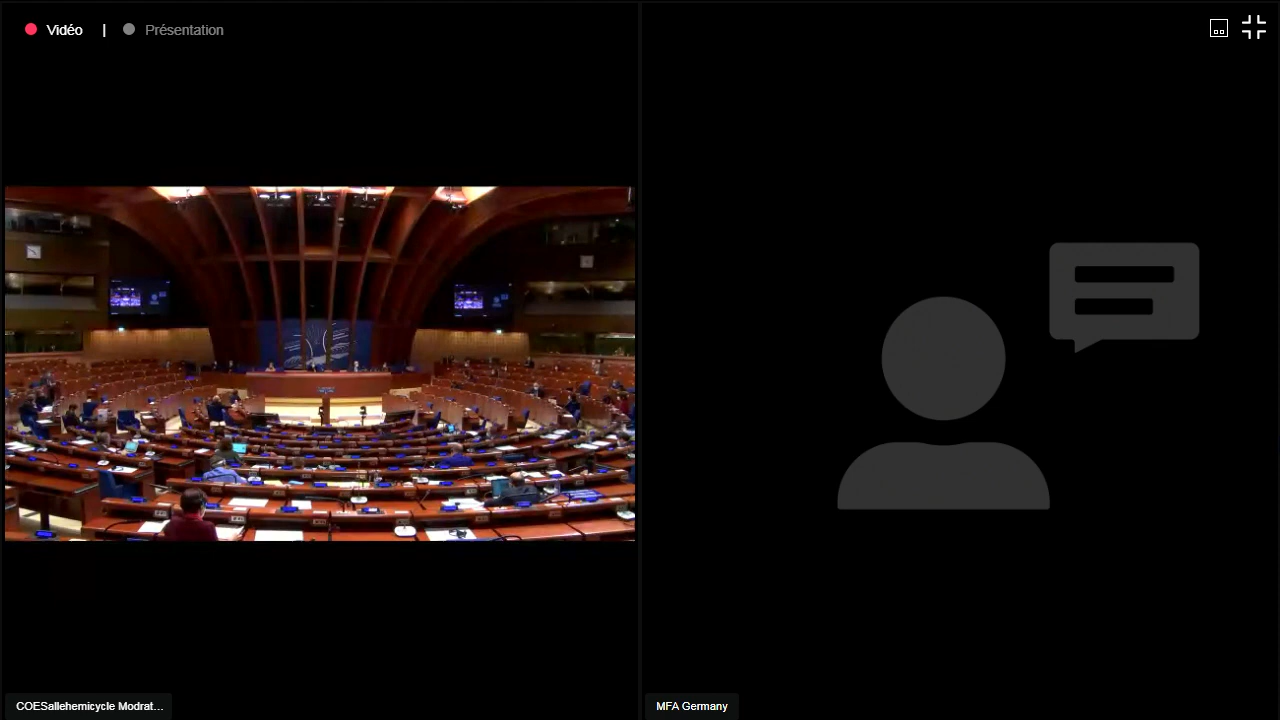 Vidéo | Présentation
COESallehemicycle Modrat...
MFA Germany